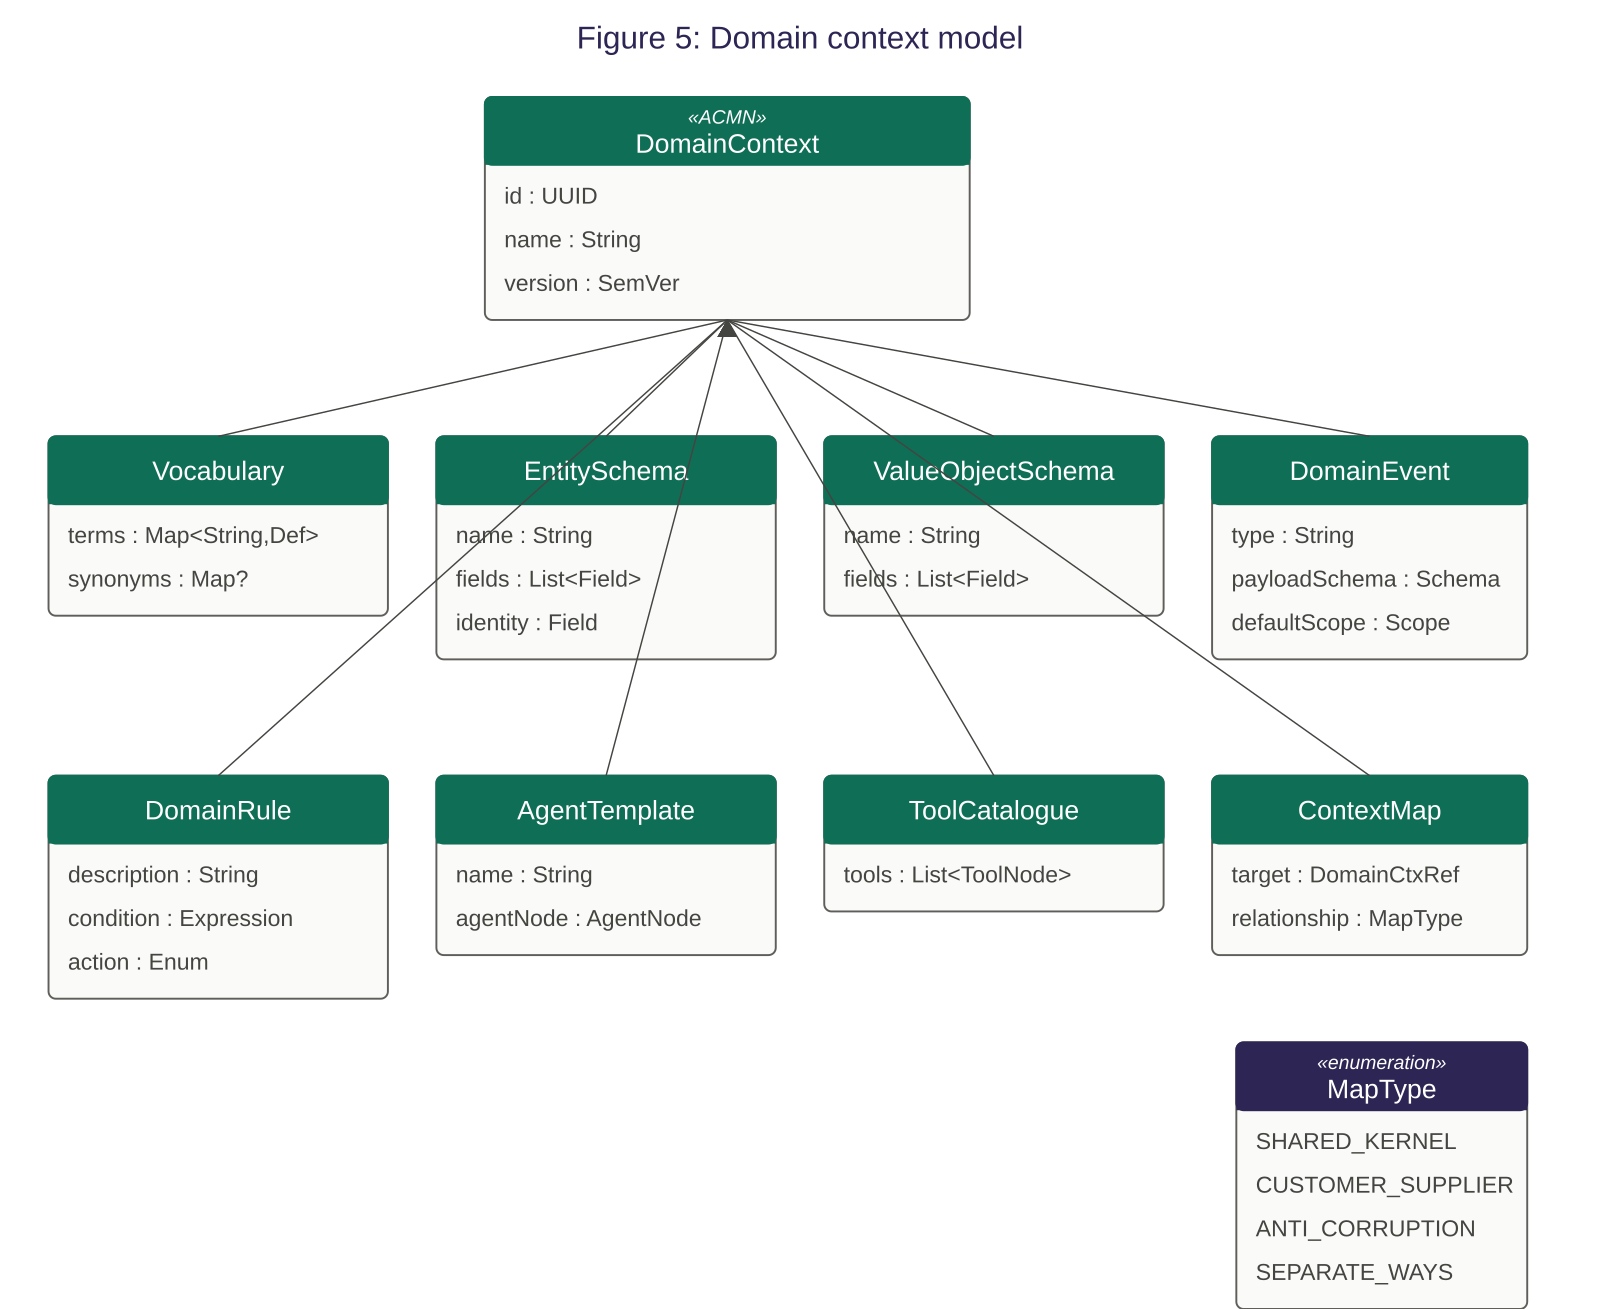 Figure 5: Domain context model
«ACMN»
DomainContext
id : UUID
name : String
version : SemVer
Vocabulary
terms : Map<String,Def>
synonyms : Map?
EntitySchema
name : String
fields : List<Field>
identity : Field
ValueObjectSchema
name : String
fields : List<Field>
DomainEvent
type : String
payloadSchema : Schema
defaultScope : Scope
DomainRule
description : String
condition : Expression
action : Enum
AgentTemplate
name : String
agentNode : AgentNode
ToolCatalogue
tools : List<ToolNode>
ContextMap
target : DomainCtxRef
relationship : MapType
«enumeration»
MapType
SHARED_KERNEL
CUSTOMER_SUPPLIER
ANTI_CORRUPTION
SEPARATE_WAYS